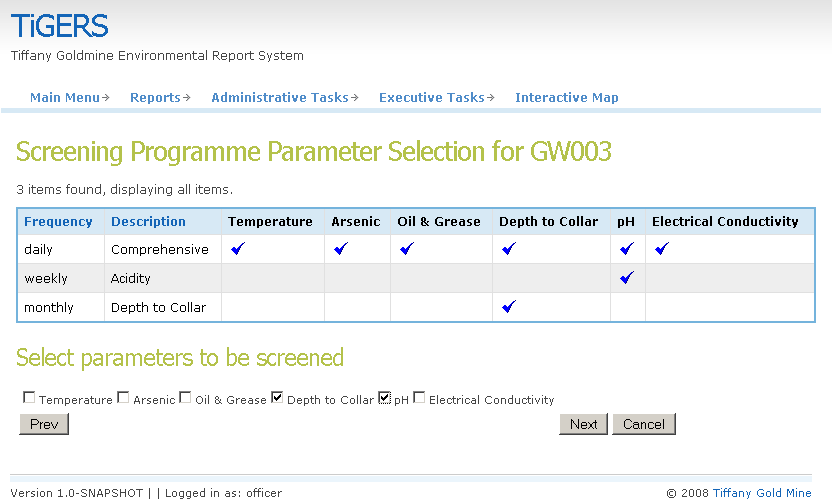 TiGERS
Tiffany Goldmine Environmental Report System
Main Menu Reports Administrative Tasks Executive Tasks Interactive Map
Screening Programme Parameter Selection for GW003
3 items found, displaying all items.
Frequency Description Temperature Arsenic Oil & Grease Depth to Collar pH Electrical Conductivity
daily Comprehensive
weekly Acidity
monthly Depth to Collar
Select parameters to be screened
Temperature Arsenic Oil & Grease Depth to Collar pH Electrical Conductivity
Prev Next Cancel
Version 1.0-SNAPSHOT | | Logged in as: officer © 2008 Tiffany Gold Mine